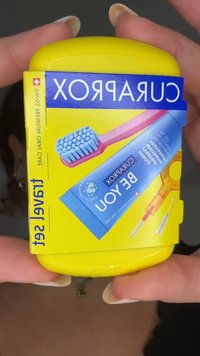 CURAPROX
SWISS PREMIUM ORAL CARE
travel set
CURAPROX
BE YOU